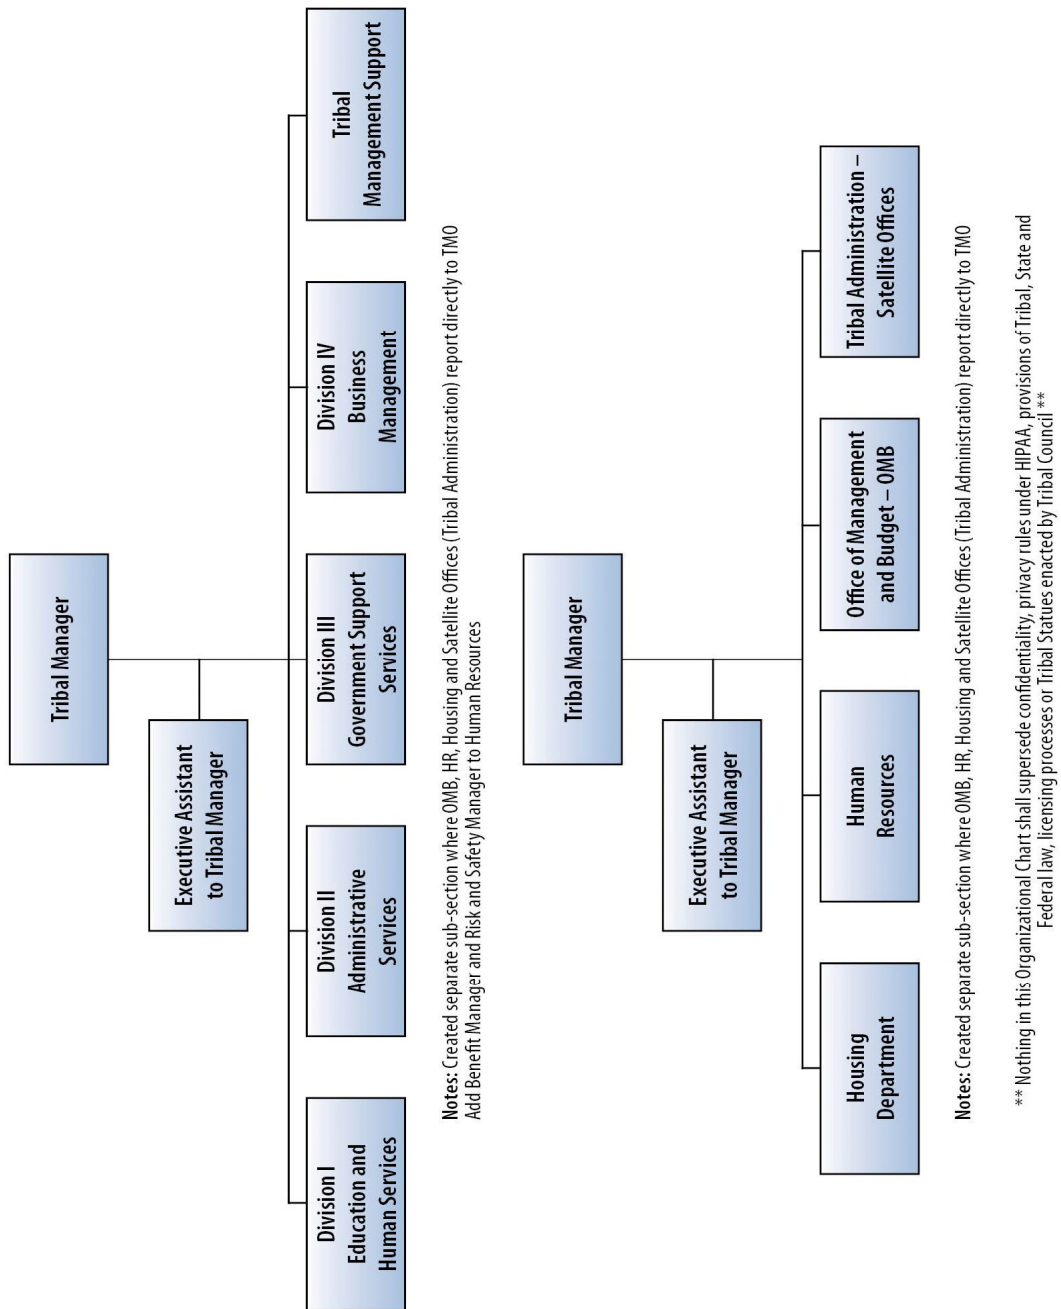 Tribal Manager
Executive Assistant
to Tribal Manager
Division I
Education and
Human Services
Division II
Administrative
Services
Division III
Government Support
Services
Division IV
Business
Management
Tribal
Management Support
Notes: Created separate sub-section where OMB, HR, Housing and Satellite Offices (Tribal Administration) report directly to TMO
Add Benefit Manager and Risk and Safety Manager to Human Resources
Tribal Manager
Executive Assistant
to Tribal Manager
Housing
Department
Human
Resources
Office of Management
and Budget – OMB
Tribal Administration –
Satellite Offices
Notes: Created separate sub-section where OMB, HR, Housing and Satellite Offices (Tribal Administration) report directly to TMO
** Nothing in this Organizational Chart shall supersede confidentiality, privacy rules under HIPAA, provisions of Tribal, State and
Federal law, licensing processes or Tribal Statues enacted by Tribal Council **